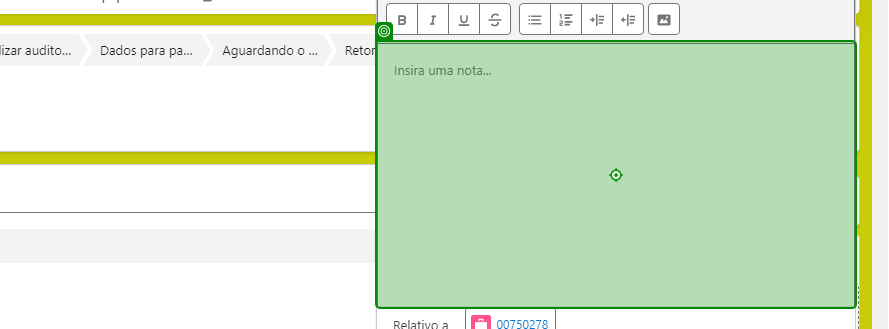 B I U S
lizar audito... Dados para pa... Aguardando o ... Retor
Insira uma nota...
Relativo a 00750278